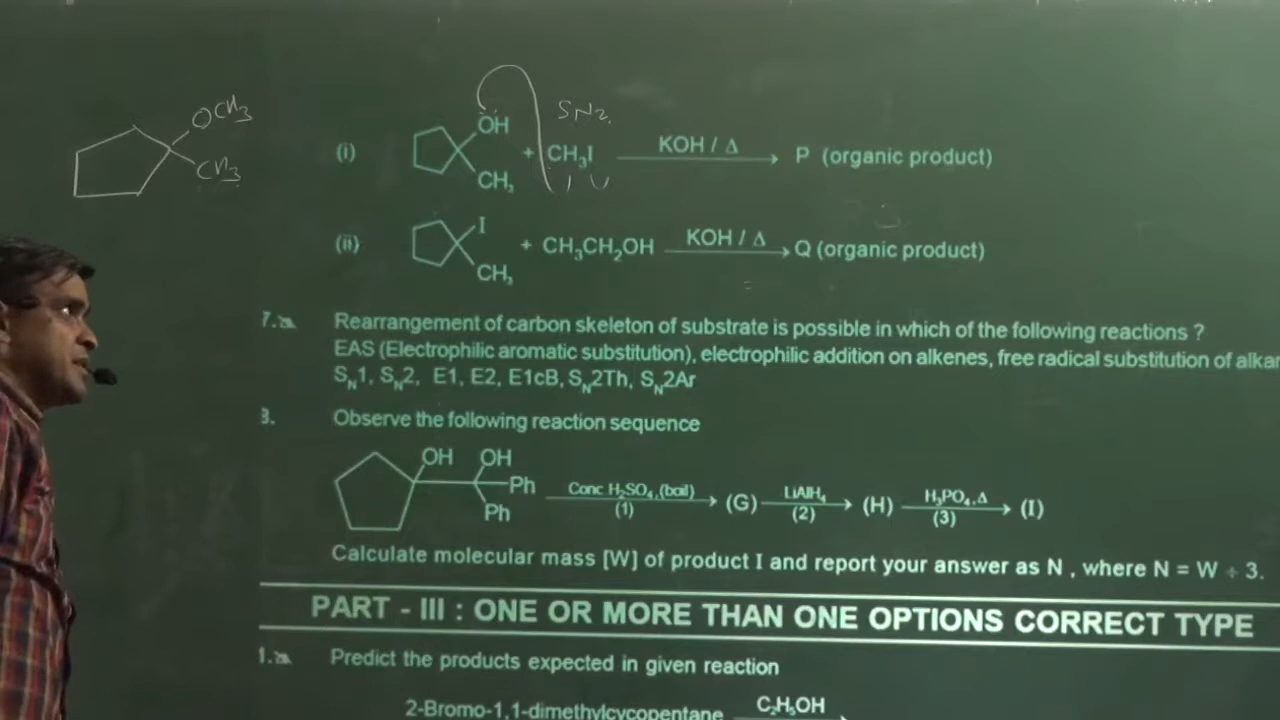 OCH3
CH3
SN2.
(i) OH CH3 + CH3I KOH / Δ P (organic product)
(ii) I CH3 + CH3CH2OH KOH / Δ Q (organic product)
7. Rearrangement of carbon skeleton of substrate is possible in which of the following reactions ?
EAS (Electrophilic aromatic substitution), electrophilic addition on alkenes, free radical substitution of alkan
SN1, SN2, E1, E2, E1cB, SN2Th, SN2Ar
8. Observe the following reaction sequence
OH OH Ph Ph Conc H2SO4 (boil) (1) (G) LiAlH4 (2) (H) H3PO4, Δ (3) (I)
Calculate molecular mass [W] of product I and report your answer as N , where N = W ÷ 3.
PART - III : ONE OR MORE THAN ONE OPTIONS CORRECT TYPE
1. Predict the products expected in given reaction
2-Bromo-1,1-dimethylcycopentane C2H5OH